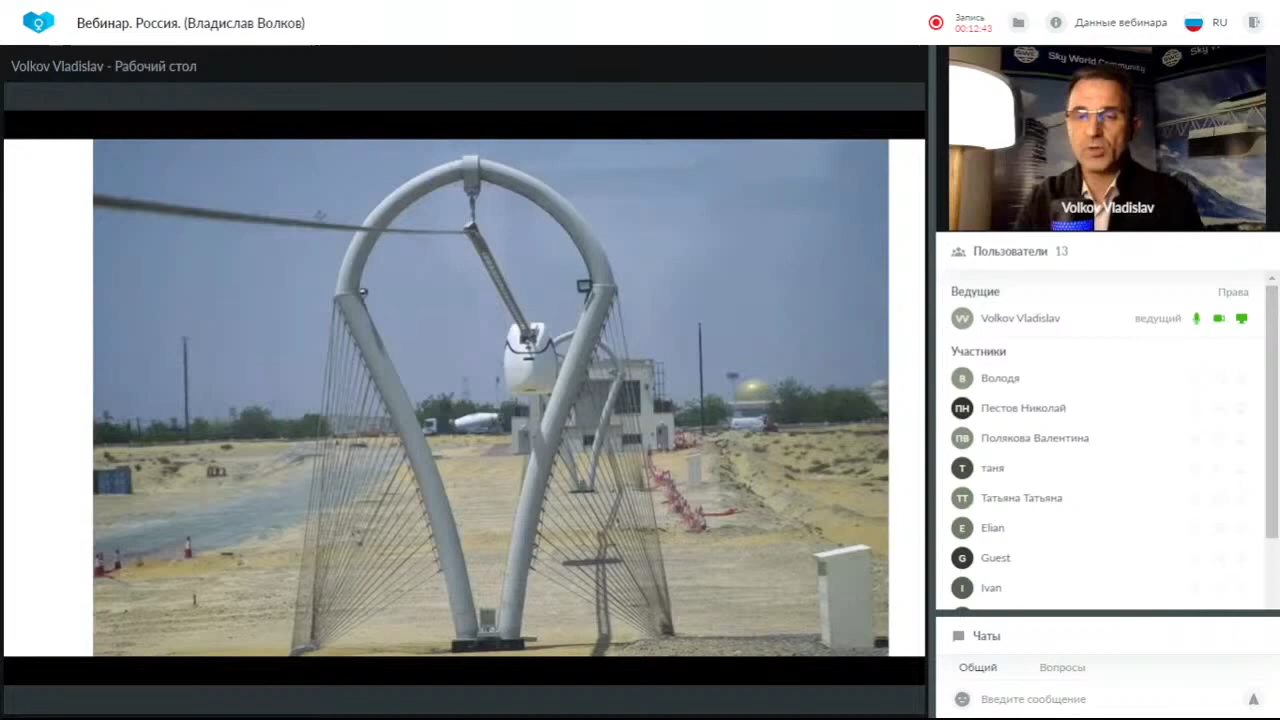 Вебинар. Россия. (Владислав Волков)
Запись
00:12:43
Данные вебинара
RU
Volkov Vladislav - Рабочий стол
Sky World Community
Volkov Vladislav
Пользователи 13
Ведущие
Права
VV
Volkov Vladislav
ведущий
Участники
В
Володя
ПН
Пестов Николай
ПВ
Полякова Валентина
Т
таня
ТТ
Татьяна Татьяна
E
Elian
G
Guest
I
Ivan
Чаты
Общий
Вопросы
Введите сообщение